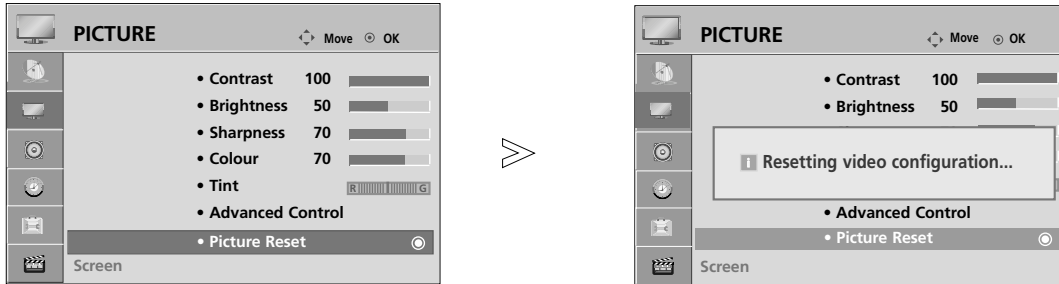 PICTURE Move OK
• Contrast 100
• Brightness 50
• Sharpness 70
• Colour 70
• Tint R G
• Advanced Control
• Picture Reset
Screen
PICTURE Move OK
• Contrast 100
• Brightness 50
i Resetting video configuration...
• Advanced Control
• Picture Reset
Screen